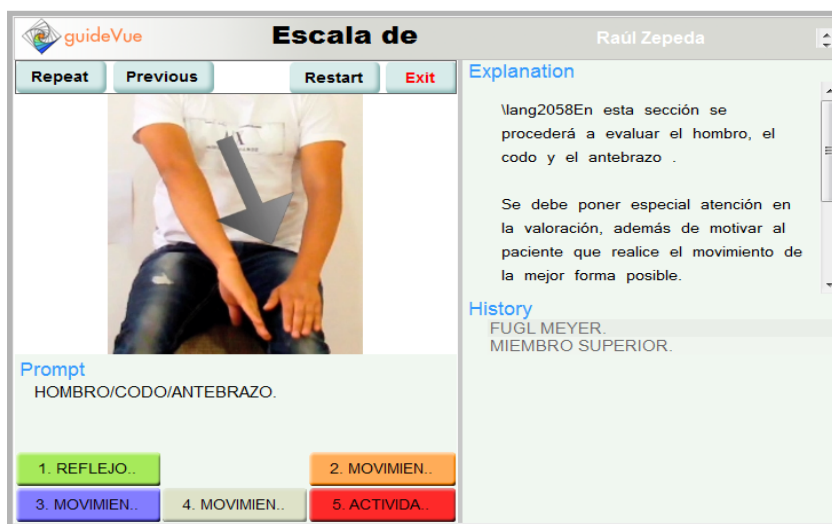 guideVue
Escala de
Raúl Zepeda
Repeat
Previous
Restart
Exit
Prompt
HOMBRO/CODO/ANTEBRAZO.
1. REFLEJO..
2. MOVIMIEN..
3. MOVIMIEN..
4. MOVIMIEN..
5. ACTIVIDA..
Explanation
\lang2058En esta sección se
procederá a evaluar el hombro, el
codo y el antebrazo .
Se debe poner especial atención en
la valoración, además de motivar al
paciente que realice el movimiento de
la mejor forma posible.
History
FUGL MEYER.
MIEMBRO SUPERIOR.